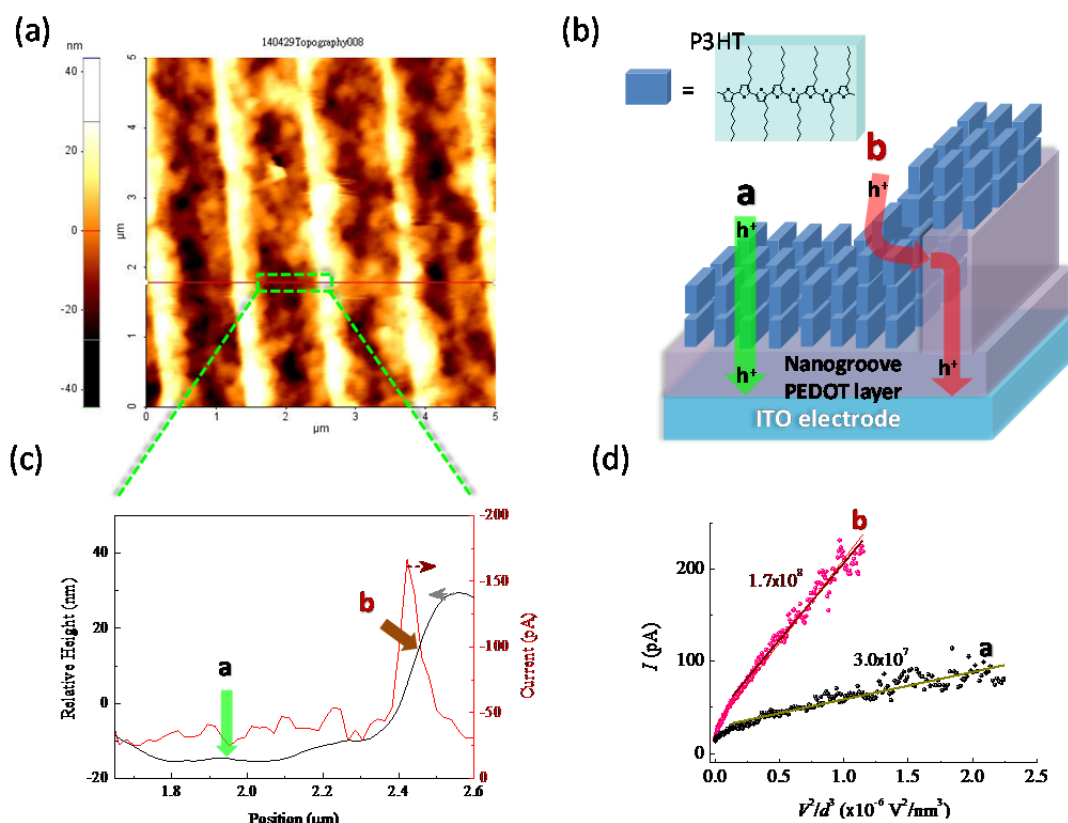 (a)
nm
40
20
0
-20
-40
140429Topography008
5
4
3
2
1
0
µm
0 1 2 3 4 5
µm
(b)
P3HT
=
b
h⁺
a
h⁺
h⁺
h⁺
Nanogroove
PEDOT layer
ITO electrode
(c)
40
20
0
-20
Relative Height (nm)
a
b
-200
-150
-100
-50
0
Current (pA)
1.8 2.0 2.2 2.4 2.6
Position (µm)
(d)
200
100
0
I (pA)
b
1.7x10⁸
a
3.0x10⁷
0.0 0.5 1.0 1.5 2.0 2.5
V²/d³ (x10⁻⁶ V²/nm³)